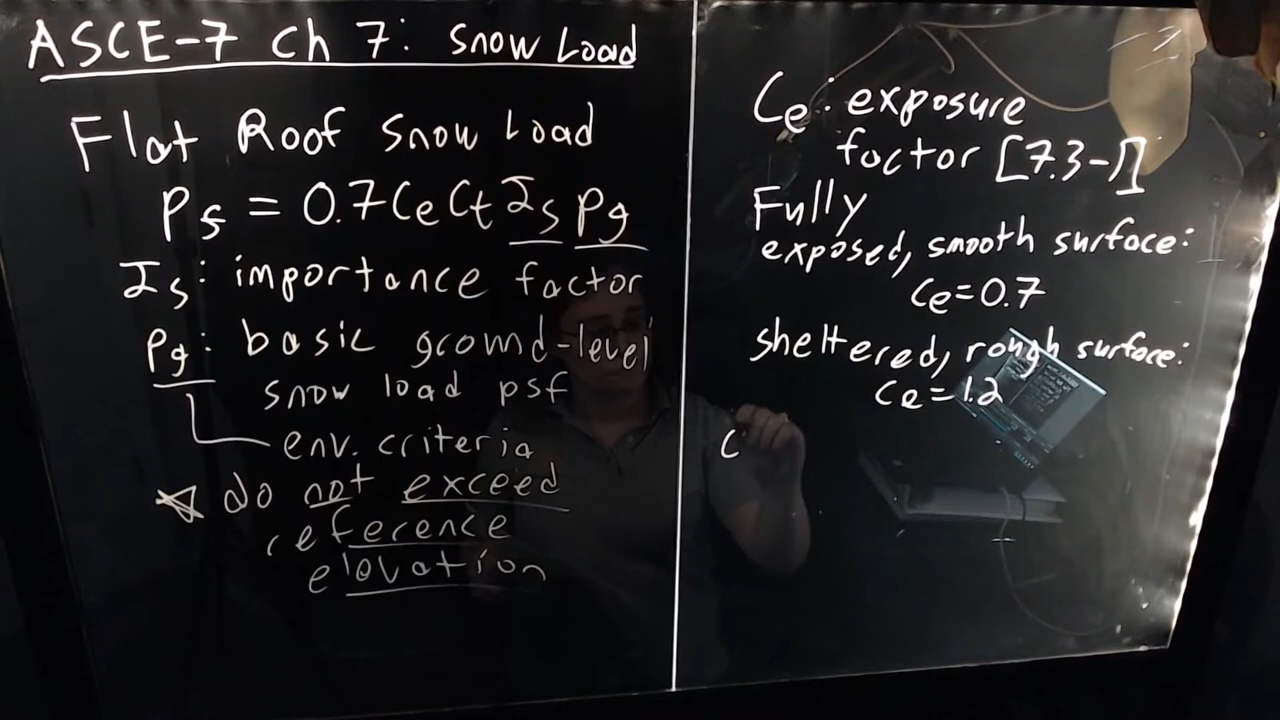 ASCE-7 Ch 7: Snow Load
Flat Roof Snow Load
Ps = 0.7CeCtIsPg
Is: importance factor
Pg: basic ground-level
snow load psf
env. criteria
do not exceed
reference
elevation
Ce: exposure
factor [7.3-1]
Fully
exposed, smooth surface:
Ce=0.7
sheltered, rough surface:
Ce=1.2
C